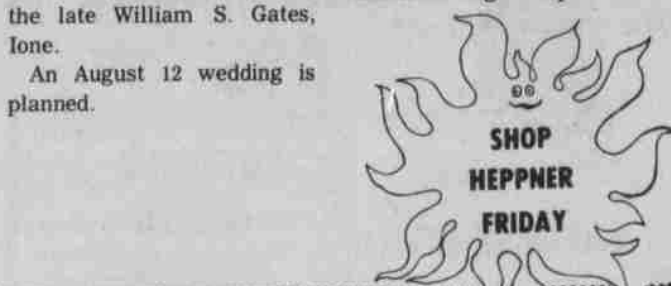 the late William S. Gates,
Ione.
An August 12 wedding is
planned.
SHOP
HEPPNER
FRIDAY